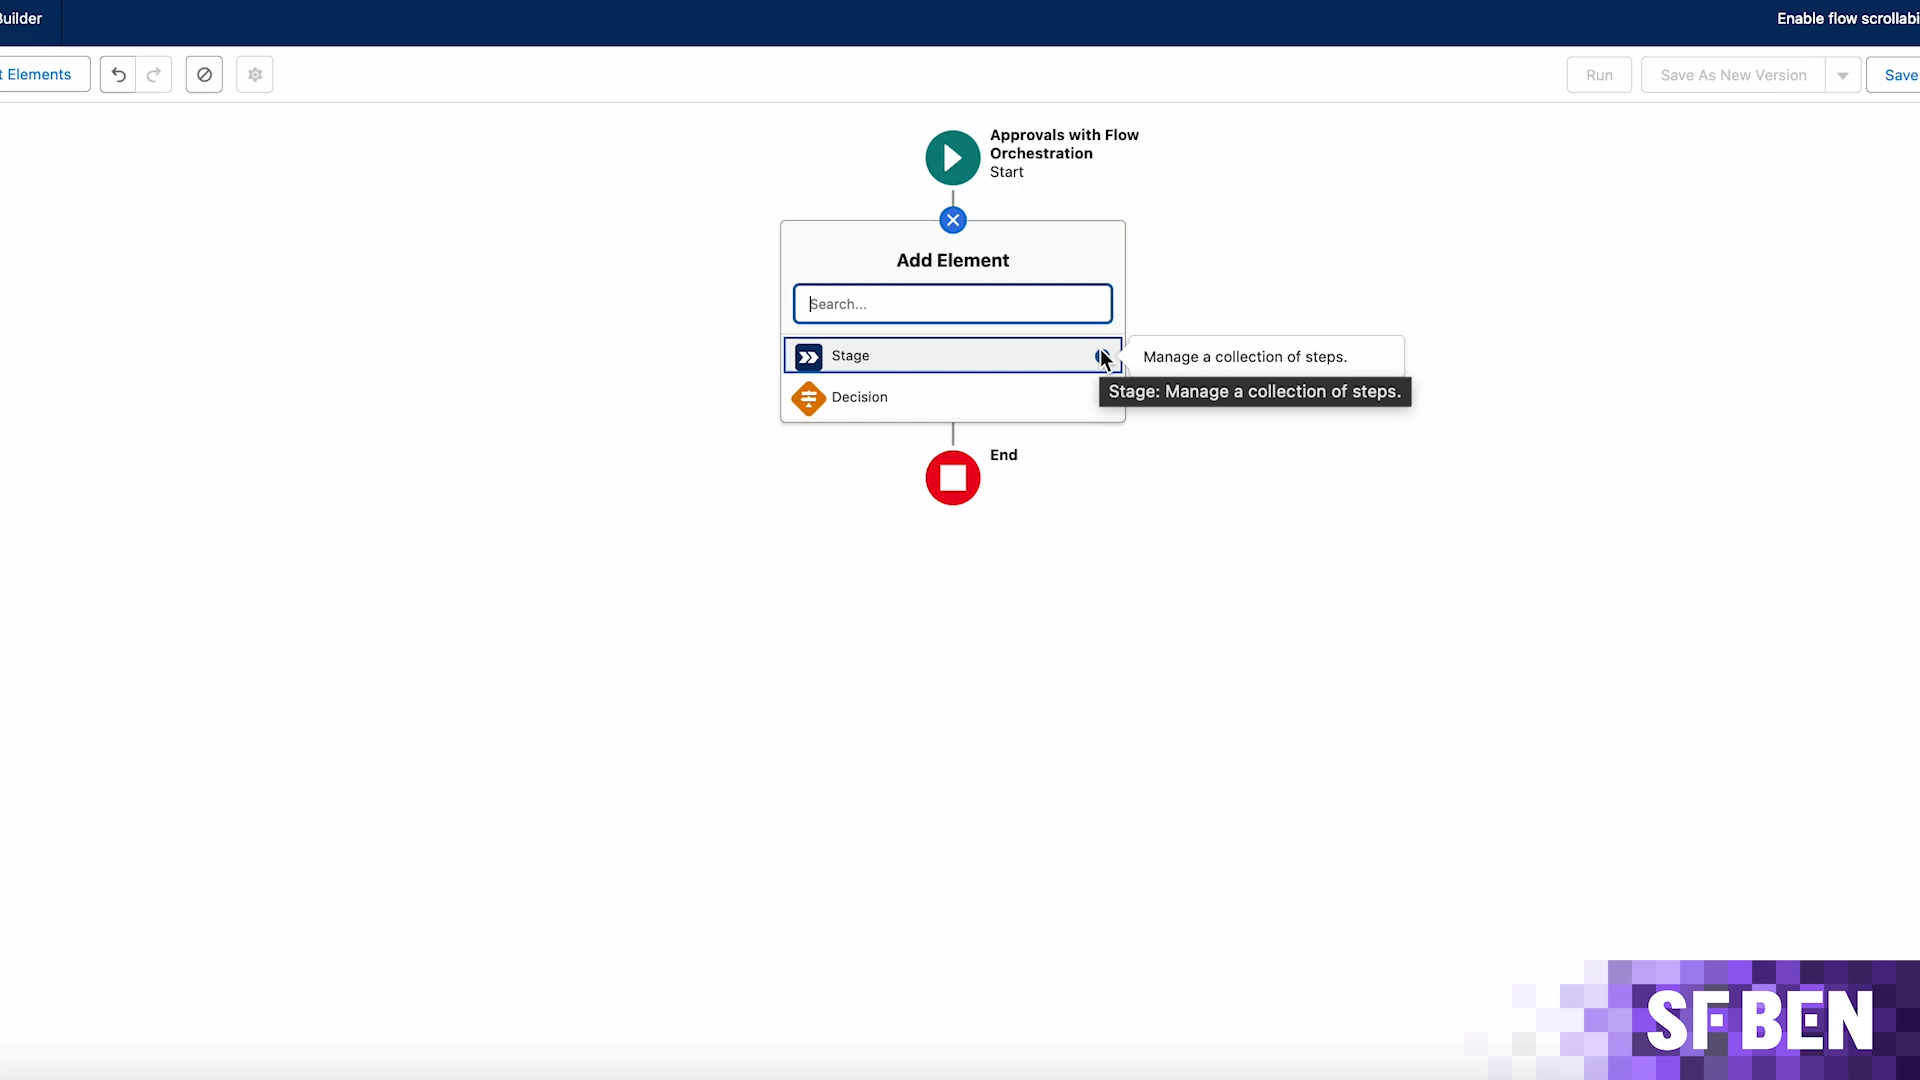 Builder
Enable flow scrollabi
t Elements
Run
Save As New Version
Save
Approvals with Flow
Orchestration
Start
Add Element
Search...
Stage
Manage a collection of steps.
Stage: Manage a collection of steps.
Decision
End
SF BEN